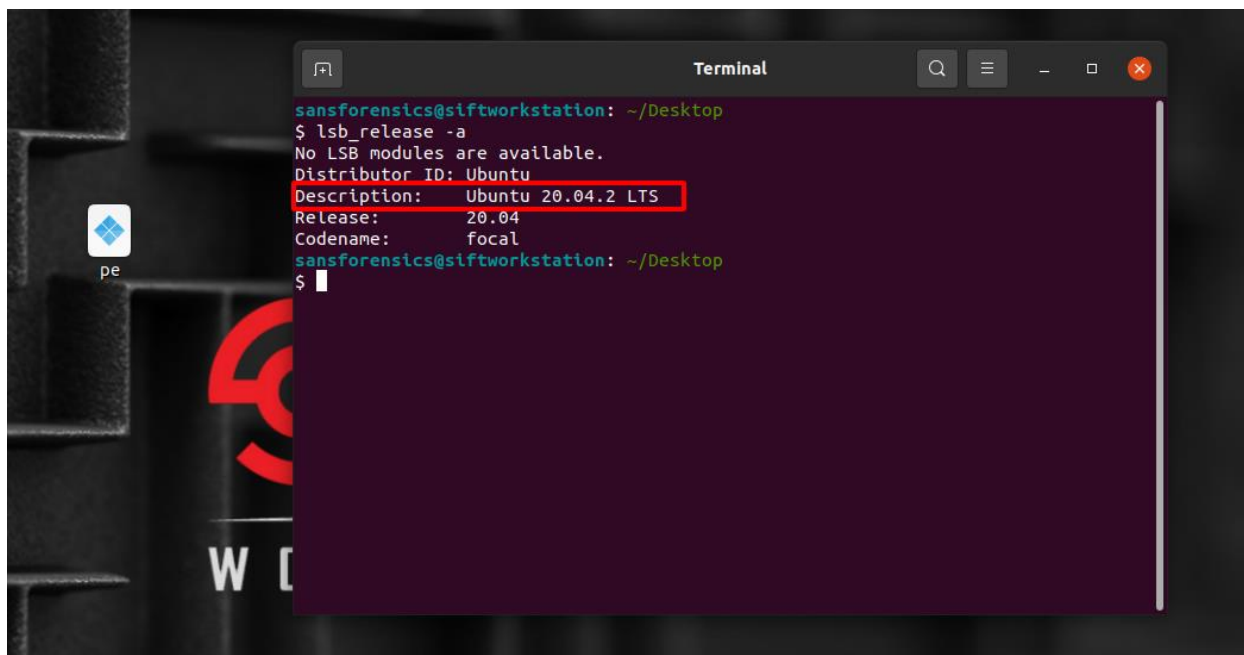 Terminal
sansforensics@siftworkstation: ~/Desktop
$ lsb_release -a
No LSB modules are available.
Distributor ID: Ubuntu
Description: Ubuntu 20.04.2 LTS
Release: 20.04
Codename: focal
sansforensics@siftworkstation: ~/Desktop
$
pe